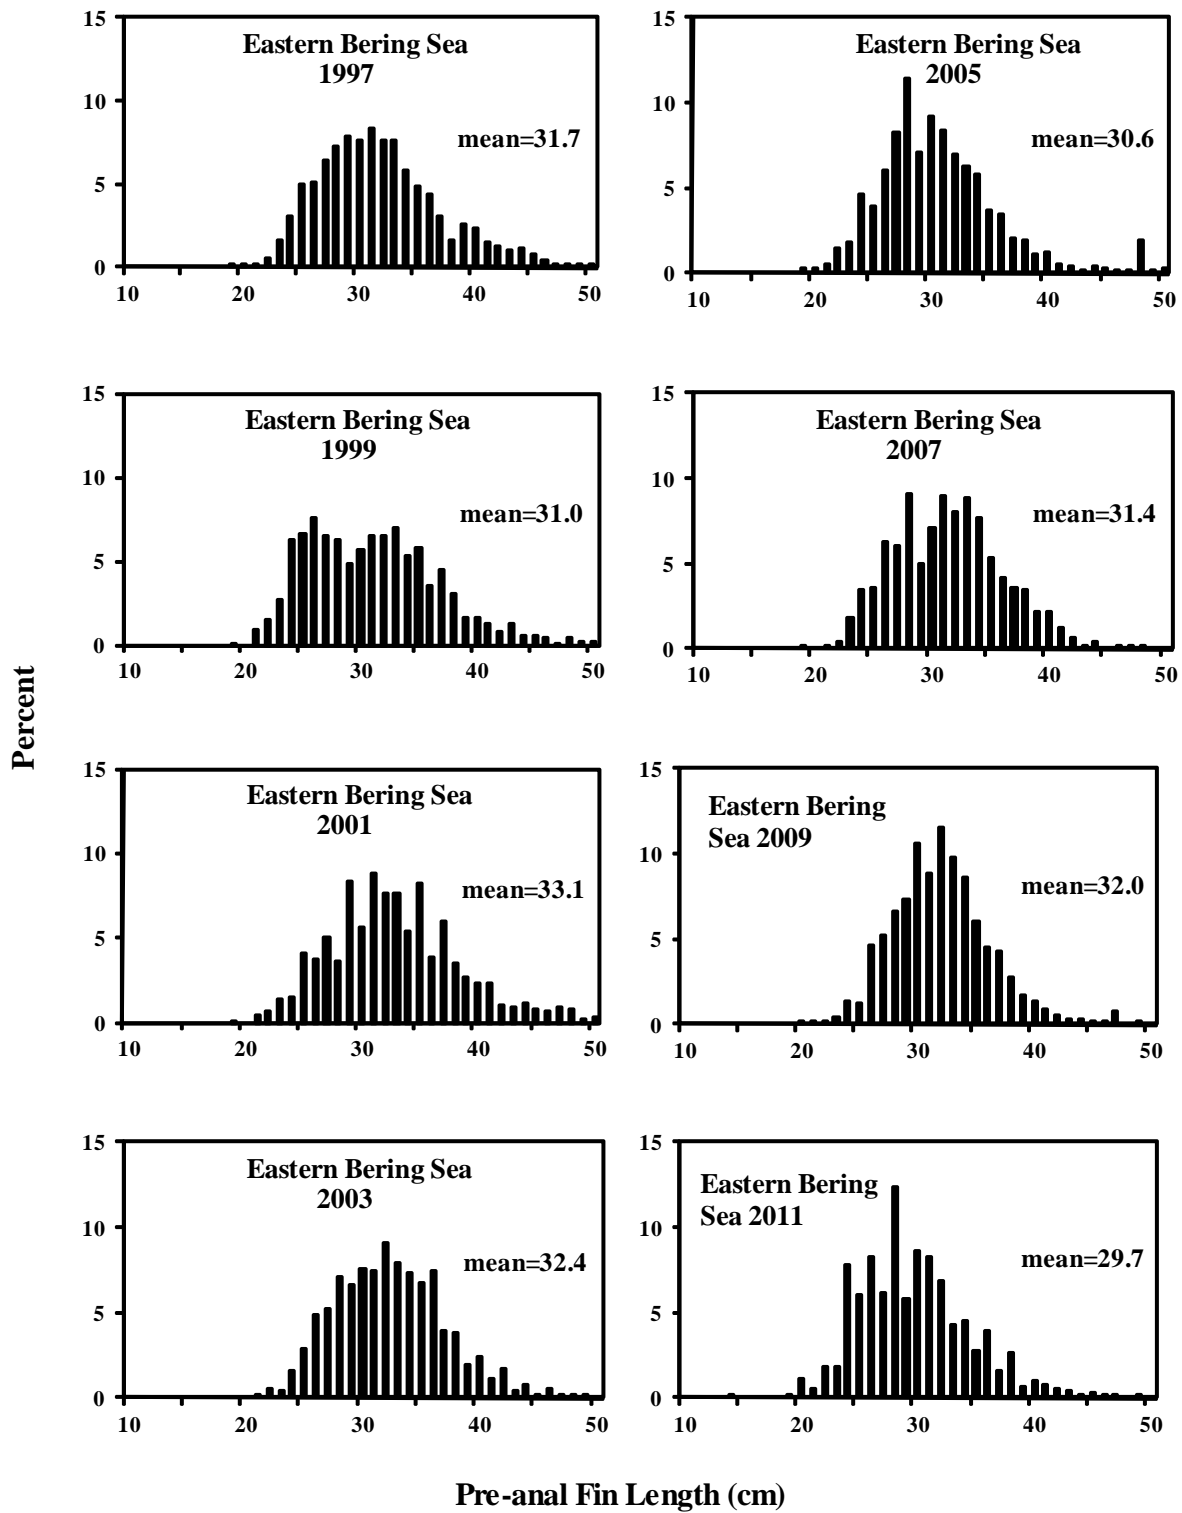 15
Eastern Bering Sea
1997
10
mean=31.7
5
0
10 20 30 40 50
15
Eastern Bering Sea
2005
10
mean=30.6
5
0
10 20 30 40 50
15
Eastern Bering Sea
1999
10
mean=31.0
5
0
10 20 30 40 50
15
Eastern Bering Sea
2007
10
mean=31.4
5
0
10 20 30 40 50
Percent
15
Eastern Bering Sea
2001
10
mean=33.1
5
0
10 20 30 40 50
15
Eastern Bering
Sea 2009
10
mean=32.0
5
0
10 20 30 40 50
15
Eastern Bering Sea
2003
10
mean=32.4
5
0
10 20 30 40 50
15
Eastern Bering
Sea 2011
10
mean=29.7
5
0
10 20 30 40 50
Pre-anal Fin Length (cm)